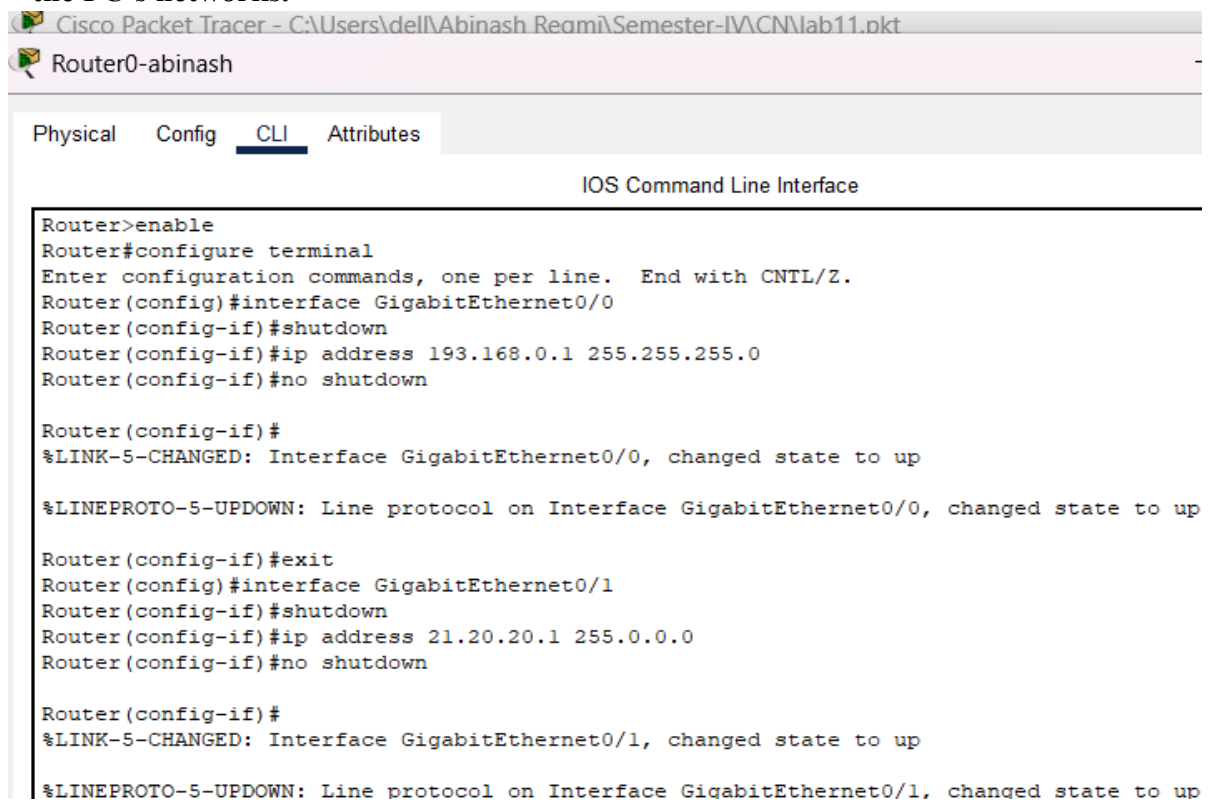 the PC's networks.
Cisco Packet Tracer - C:\Users\dell\Abinash Regmi\Semester-IV\CN\lab11.pkt
Router0-abinash
Physical Config CLI Attributes
IOS Command Line Interface
Router>enable
Router#configure terminal
Enter configuration commands, one per line.  End with CNTL/Z.
Router(config)#interface GigabitEthernet0/0
Router(config-if)#shutdown
Router(config-if)#ip address 193.168.0.1 255.255.255.0
Router(config-if)#no shutdown
Router(config-if)#
%LINK-5-CHANGED: Interface GigabitEthernet0/0, changed state to up
%LINEPROTO-5-UPDOWN: Line protocol on Interface GigabitEthernet0/0, changed state to up
Router(config-if)#exit
Router(config)#interface GigabitEthernet0/1
Router(config-if)#shutdown
Router(config-if)#ip address 21.20.20.1 255.0.0.0
Router(config-if)#no shutdown
Router(config-if)#
%LINK-5-CHANGED: Interface GigabitEthernet0/1, changed state to up
%LINEPROTO-5-UPDOWN: Line protocol on Interface GigabitEthernet0/1, changed state to up